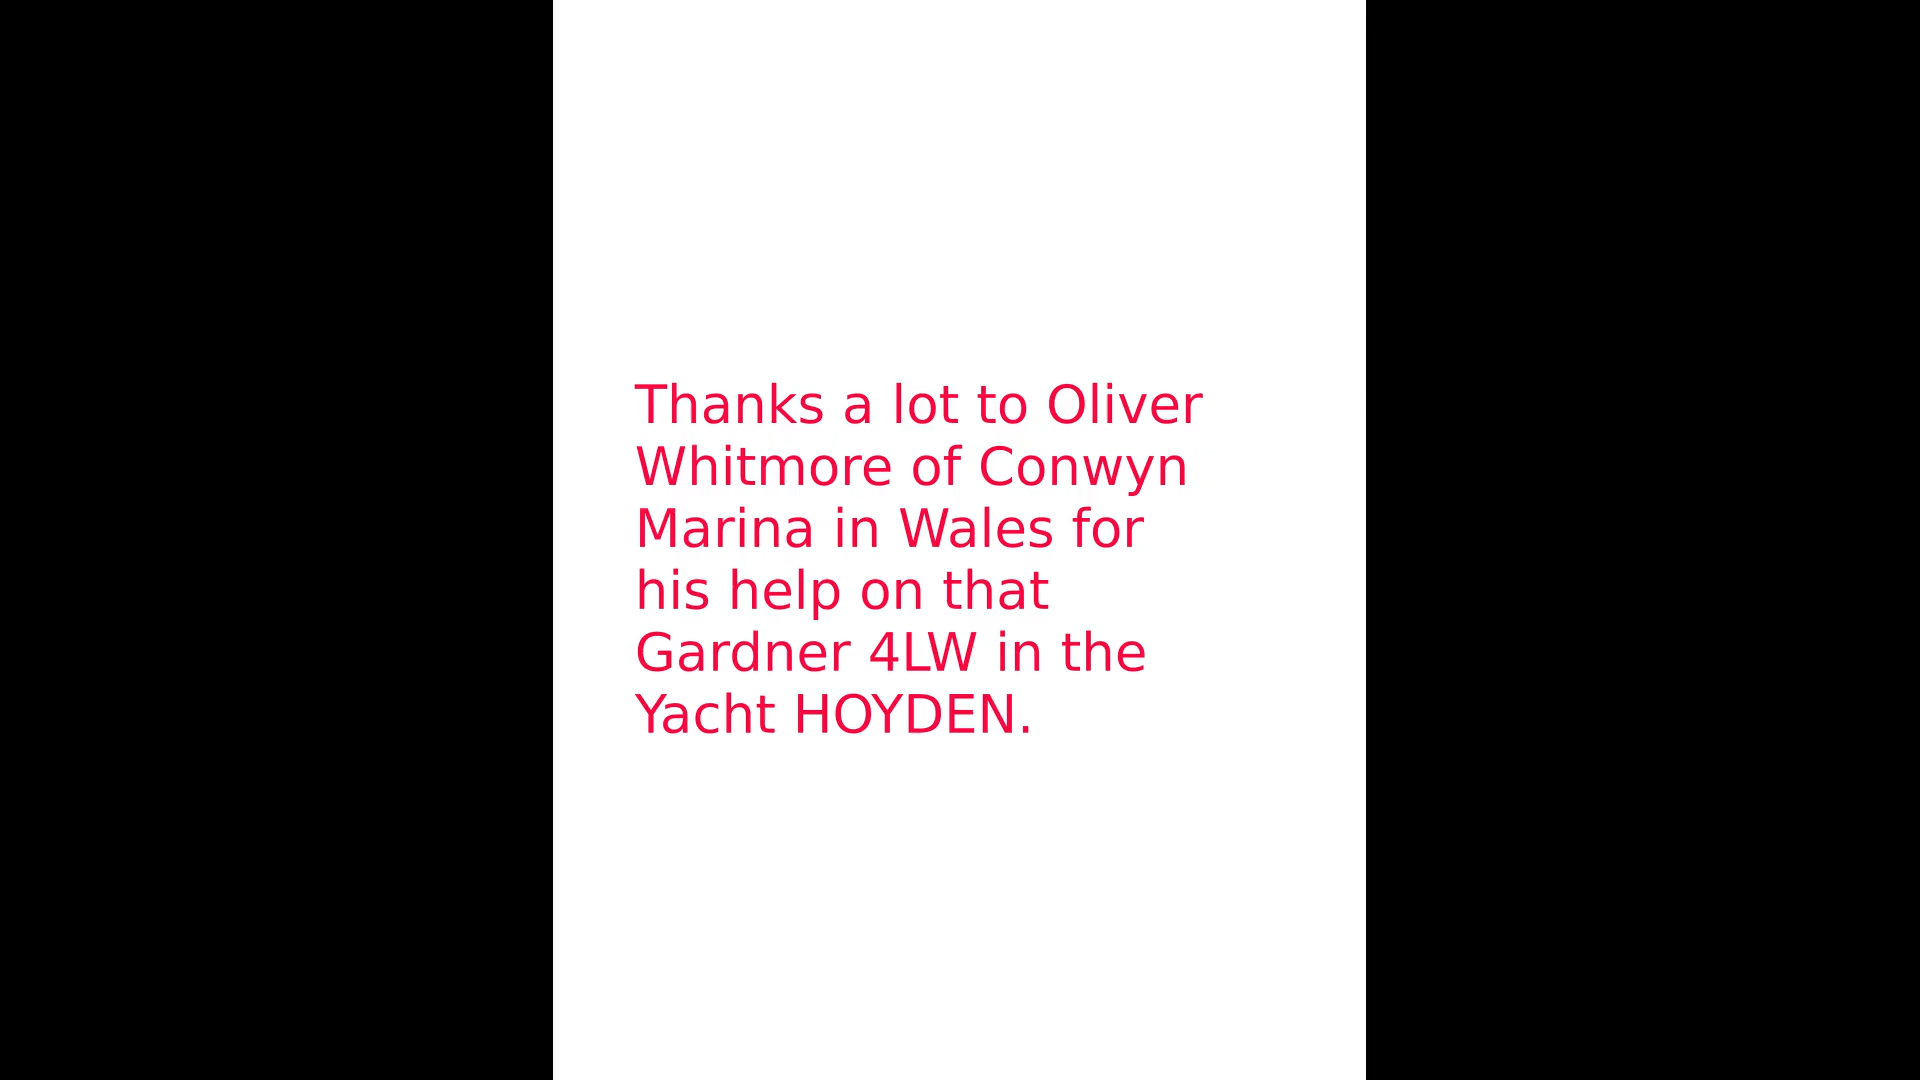 Thanks a lot to Oliver
Whitmore of Conwyn
Marina in Wales for
his help on that
Gardner 4LW in the
Yacht HOYDEN.